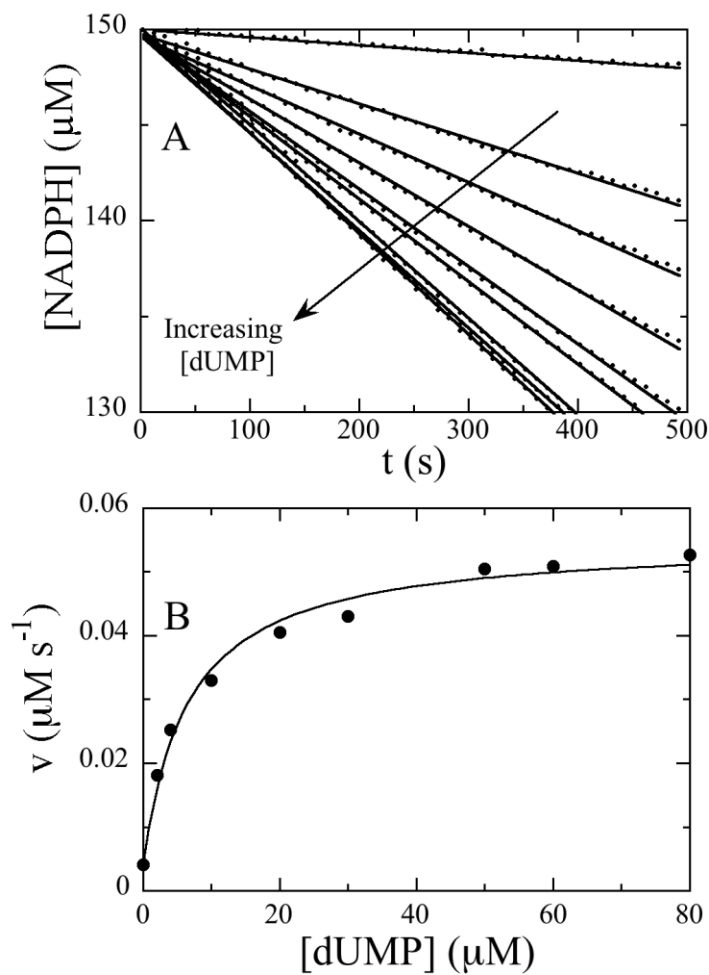 150
140
135
130
[NADPH] (μM)
A
Increasing
[dUMP]
0 100 200 300 400 500
t (s)
0.06
0.04
0.02
0
v (μM s⁻¹)
B
0 20 40 60 80
[dUMP] (μM)